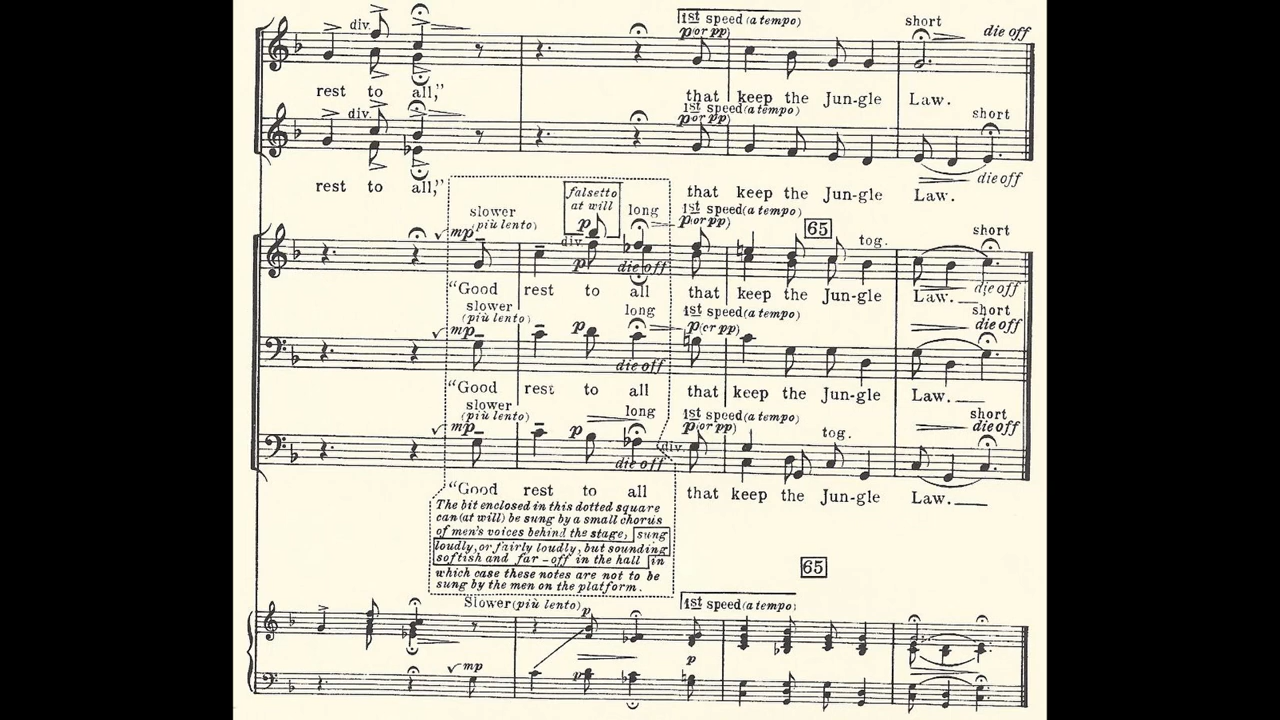 div. 1st speed (a tempo) short
p(or pp) die off
rest to all," that keep the Jun-gle Law.
div. 1st speed (a tempo) short
p(or pp)
die off
rest to all," that keep the Jun-gle Law.
falsetto
at will
slower long 1st speed (a tempo) 65 short
(più lento) p(or pp)
mp p div. tog.
p die off die off
"Good rest to all that keep the Jun-gle Law.
slower long 1st speed (a tempo) short
(più lento) die off
mp p p(or pp)
die off
"Good rest to all that keep the Jun-gle Law.
slower long 1st speed (a tempo) short
(più lento) die off
mp p p(or pp) tog.
div.
die off
"Good rest to all that keep the Jun-gle Law.
The bit enclosed in this dotted square
can (at will) be sung by a small chorus
of men's voices behind the stage, sung
loudly, or fairly loudly, but sounding
softish and far-off in the hall in
which case these notes are not to be
sung by the men on the platform.
65
Slower (più lento) p 1st speed (a tempo)
mp p p